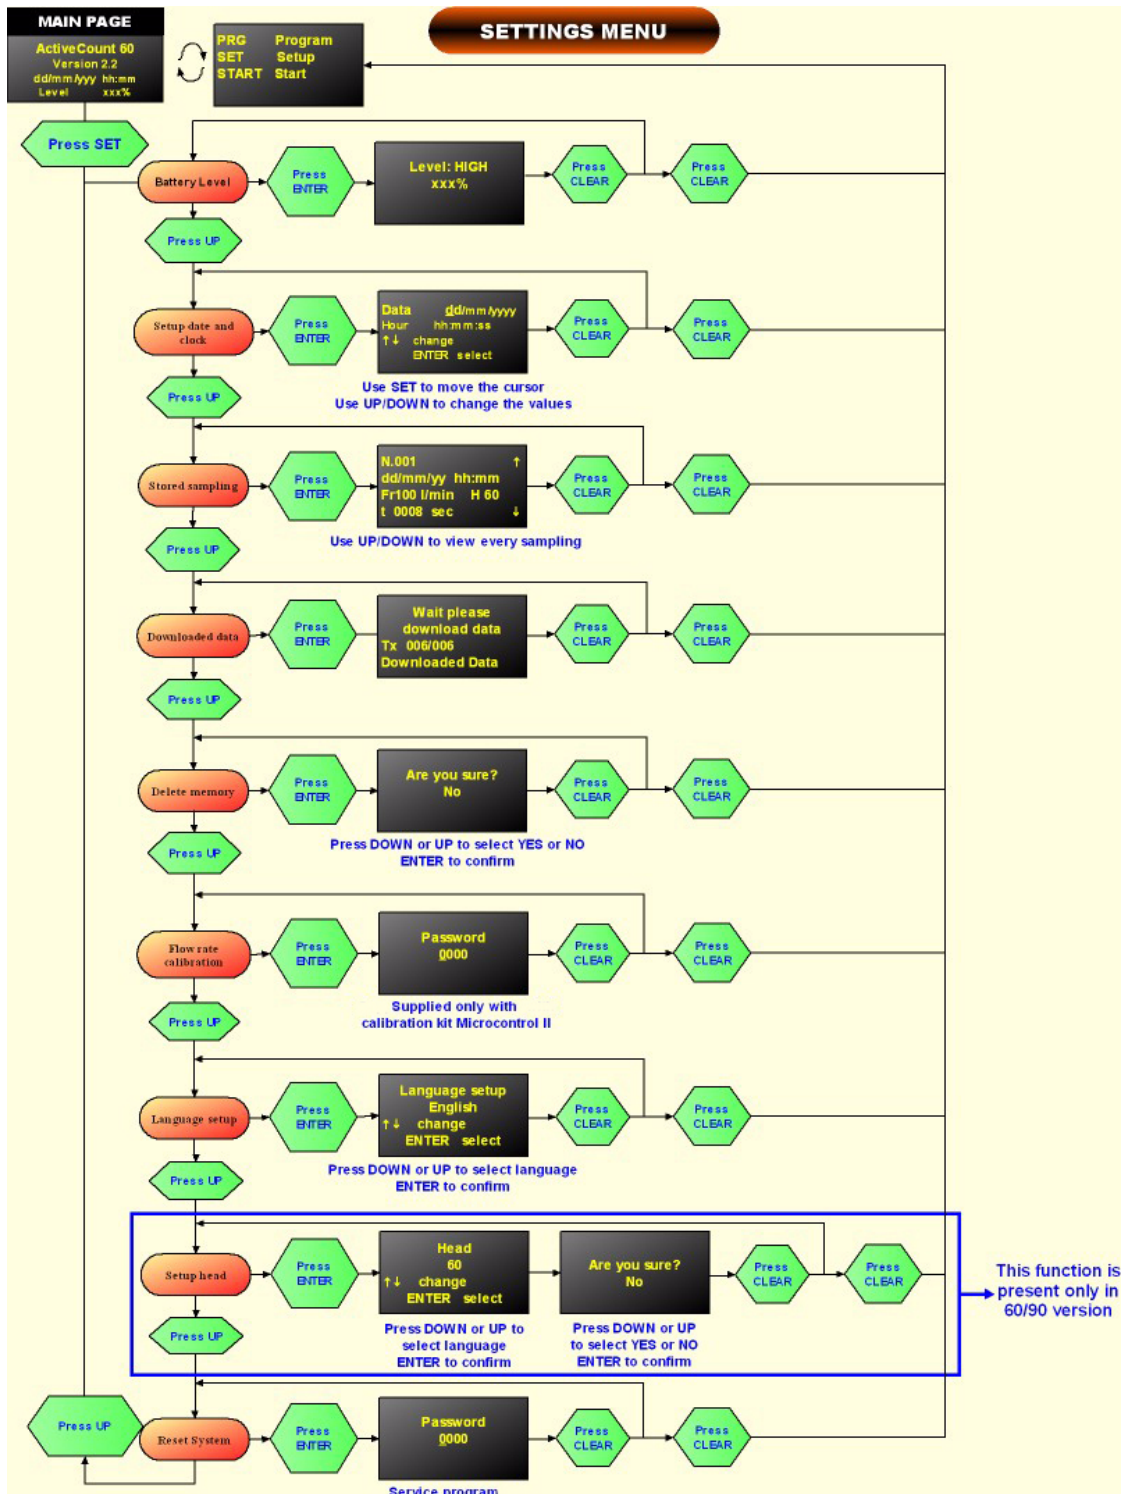 MAIN PAGE
SETTINGS MENU
ActiveCount 60
Version 2.2
dd/mm/yyy hh:mm
Level xxx%
PRG Program
SET Setup
START Start
Press SET
Battery Level
Press
ENTER
Level: HIGH
xxx%
Press
CLEAR
Press
CLEAR
Press UP
Setup date and
clock
Press
ENTER
Data dd/mm/yyyy
Hour hh:mm:ss
↑↓ change
ENTER select
Press
CLEAR
Press
CLEAR
Use SET to move the cursor
Use UP/DOWN to change the values
Press UP
Stored sampling
Press
ENTER
N.001 ↑
dd/mm/yy hh:mm
Fr100 l/min H 60
t 0008 sec ↓
Press
CLEAR
Press
CLEAR
Use UP/DOWN to view every sampling
Press UP
Downloaded data
Press
ENTER
Wait please
download data
Tx 006/006
Downloaded Data
Press
CLEAR
Press
CLEAR
Press UP
Delete memory
Press
ENTER
Are you sure?
No
Press
CLEAR
Press
CLEAR
Press DOWN or UP to select YES or NO
ENTER to confirm
Press UP
Flow rate
calibration
Press
ENTER
Password
0000
Press
CLEAR
Press
CLEAR
Supplied only with
calibration kit Microcontrol II
Press UP
Language setup
Press
ENTER
Language setup
English
↑↓ change
ENTER select
Press
CLEAR
Press
CLEAR
Press DOWN or UP to select language
ENTER to confirm
Press UP
Setup head
Press
ENTER
Head
60
↑↓ change
ENTER select
Are you sure?
No
Press
CLEAR
Press
CLEAR
This function is
present only in
60/90 version
Press DOWN or UP to
select language
ENTER to confirm
Press DOWN or UP
to select YES or NO
ENTER to confirm
Press UP
Press UP
Reset System
Press
ENTER
Password
0000
Press
CLEAR
Press
CLEAR
Service program